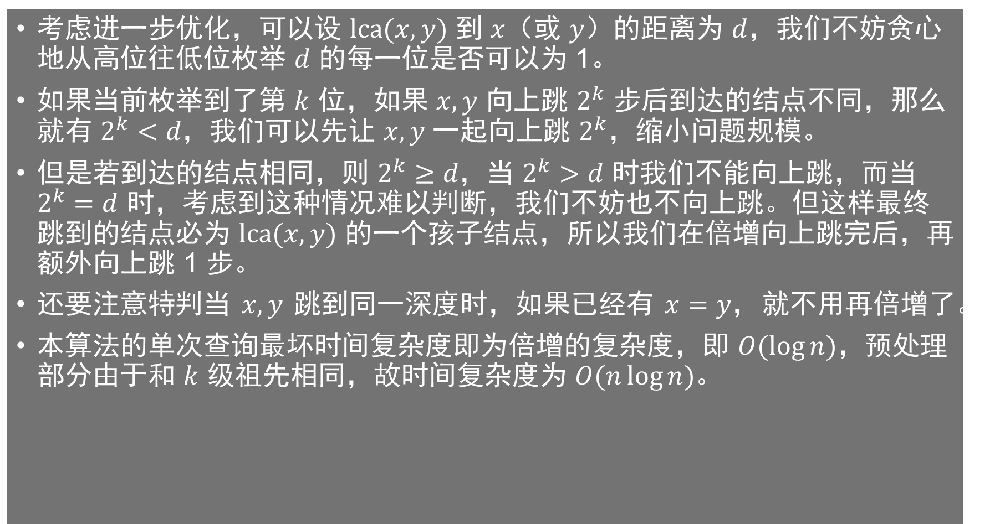 • 考虑进一步优化，可以设 lca(x, y) 到 x（或 y）的距离为 d，我们不妨贪心
地从高位往低位枚举 d 的每一位是否可以为 1。
• 如果当前枚举到了第 k 位，如果 x, y 向上跳 2^k 步后到达的结点不同，那么
就有 2^k < d，我们可以先让 x, y 一起向上跳 2^k，缩小问题规模。
• 但是若到达的结点相同，则 2^k ≥ d，当 2^k > d 时我们不能向上跳，而当
2^k = d 时，考虑到这种情况难以判断，我们不妨也不向上跳。但这样最终
跳到的结点必为 lca(x, y) 的一个孩子结点，所以我们在倍增向上跳完后，再
额外向上跳 1 步。
• 还要注意特判当 x, y 跳到同一深度时，如果已经有 x = y，就不用再倍增了。
• 本算法的单次查询最坏时间复杂度即为倍增的复杂度，即 O(log n)，预处理
部分由于和 k 级祖先相同，故时间复杂度为 O(n log n)。